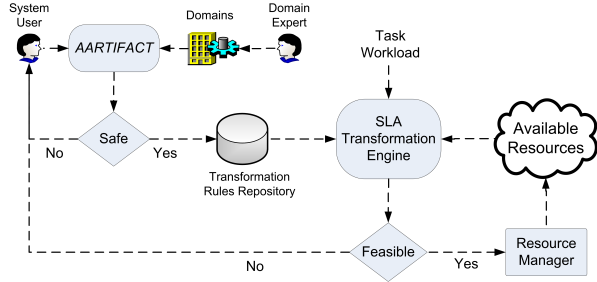 System
User
Domains
Domain
Expert
AARTIFACT
Task
Workload
Safe
No
Yes
Transformation
Rules Repository
SLA
Transformation
Engine
Available
Resources
Feasible
No
Yes
Resource
Manager